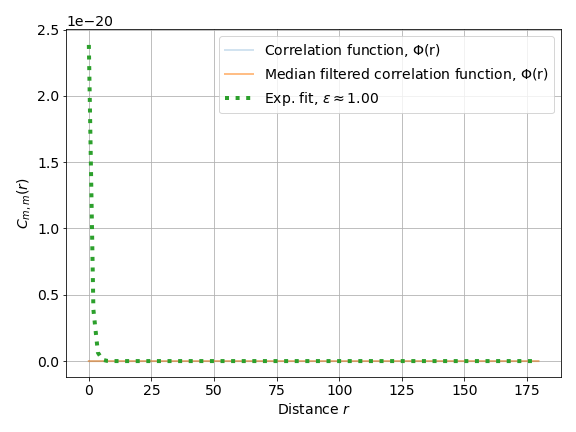 1e−20
2.5
2.0
1.5
1.0
0.5
0.0
C_{m,m}(r)
Correlation function, Φ(r)
Median filtered correlation function, Φ(r)
Exp. fit, ε ≈ 1.00
0 25 50 75 100 125 150 175
Distance r